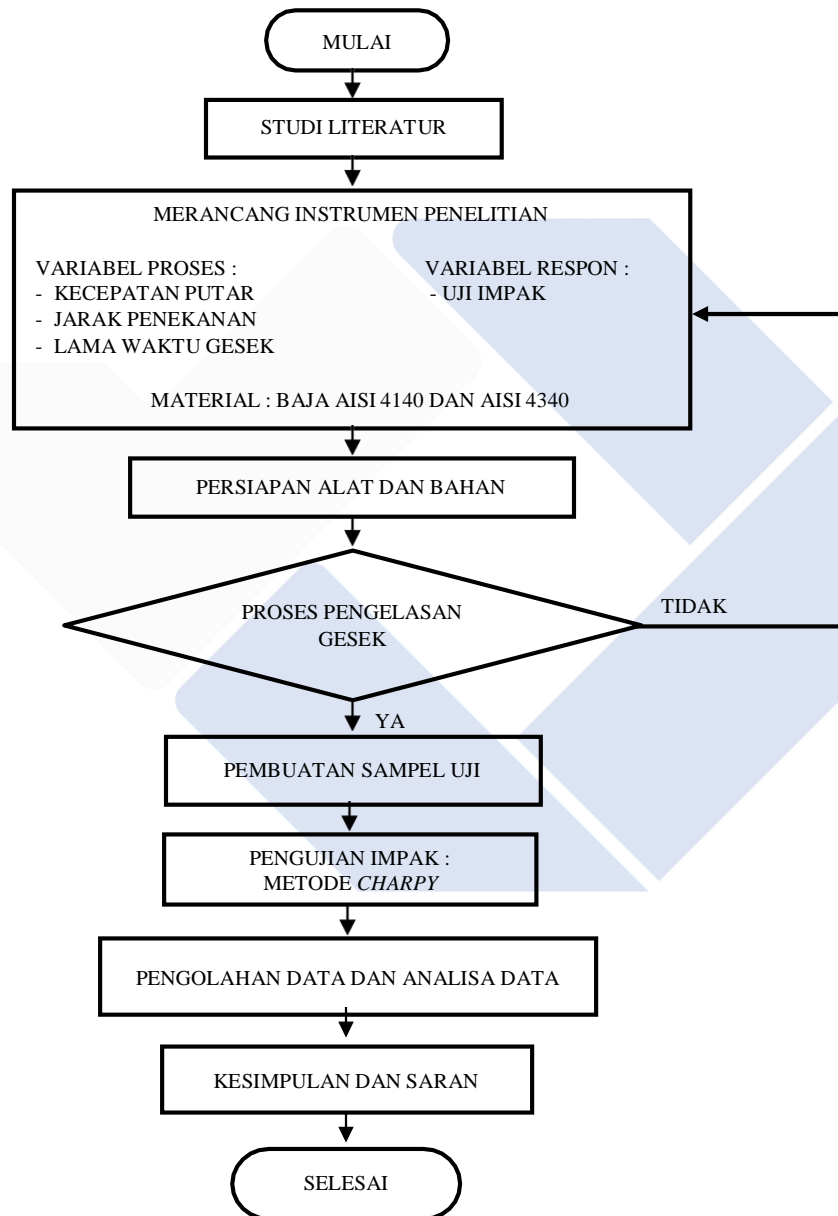 MULAI
STUDI LITERATUR
MERANCANG INSTRUMEN PENELITIAN
VARIABEL PROSES :
- KECEPATAN PUTAR
- JARAK PENEKANAN
- LAMA WAKTU GESEK
VARIABEL RESPON :
- UJI IMPAK
MATERIAL : BAJA AISI 4140 DAN AISI 4340
PERSIAPAN ALAT DAN BAHAN
PROSES PENGELASAN
GESEK
TIDAK
YA
PEMBUATAN SAMPEL UJI
PENGUJIAN IMPAK :
METODE CHARPY
PENGOLAHAN DATA DAN ANALISA DATA
KESIMPULAN DAN SARAN
SELESAI